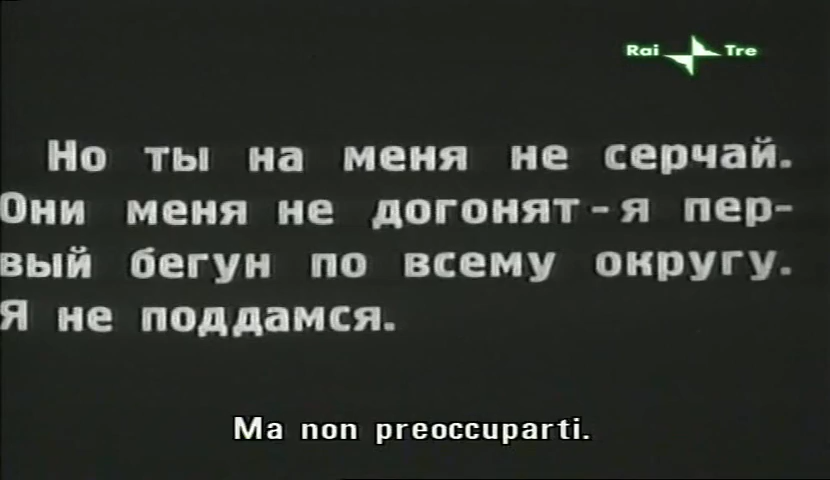 Rai Tre
Но ты на меня не серчай.
Они меня не догонят-я пер-
вый бегун по всему округу.
Я не поддамся.
Ma non preoccuparti.